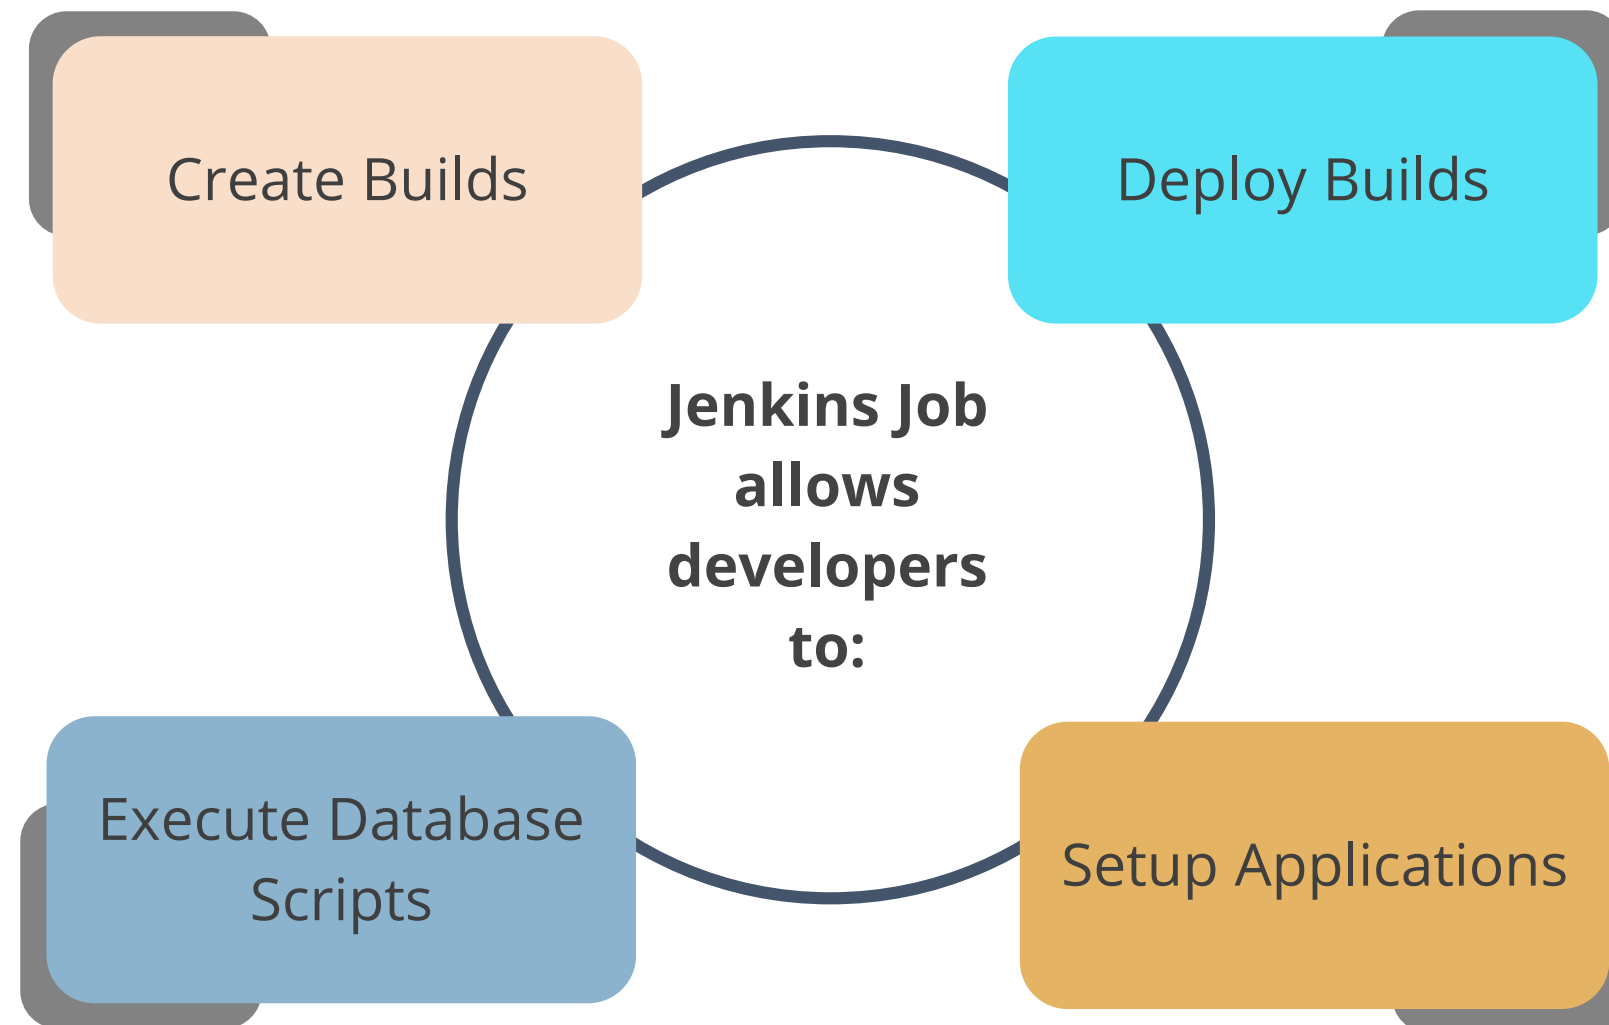 Create Builds
Deploy Builds
Jenkins Job
allows
developers
to:
Execute Database
Scripts
Setup Applications